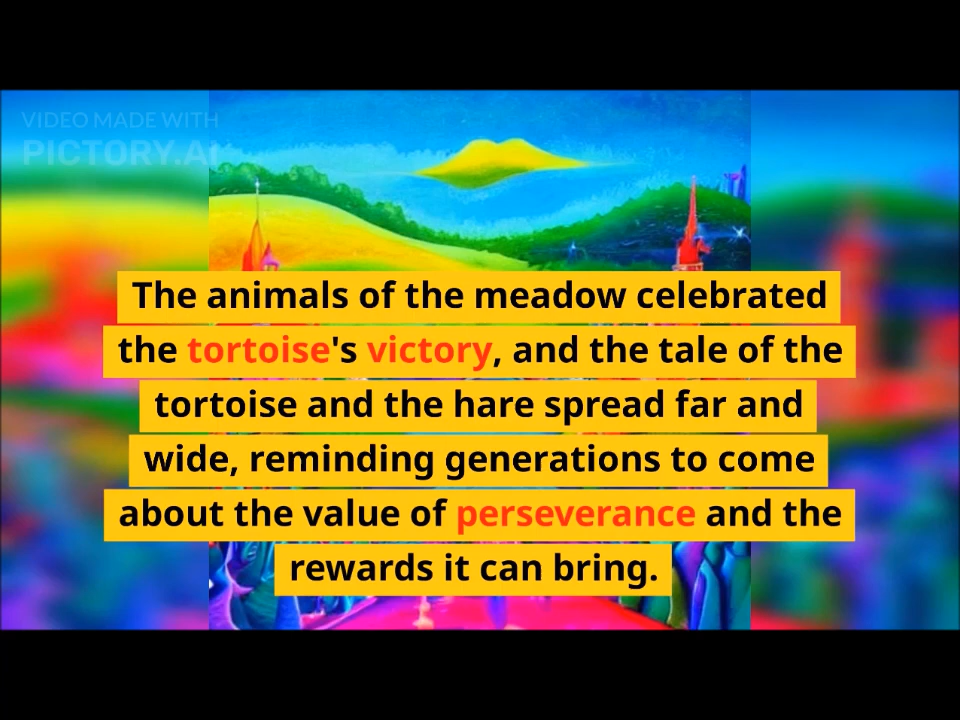 VIDEO MADE WITH
PICTORY.AI
The animals of the meadow celebrated
the tortoise's victory, and the tale of the
tortoise and the hare spread far and
wide, reminding generations to come
about the value of perseverance and the
rewards it can bring.